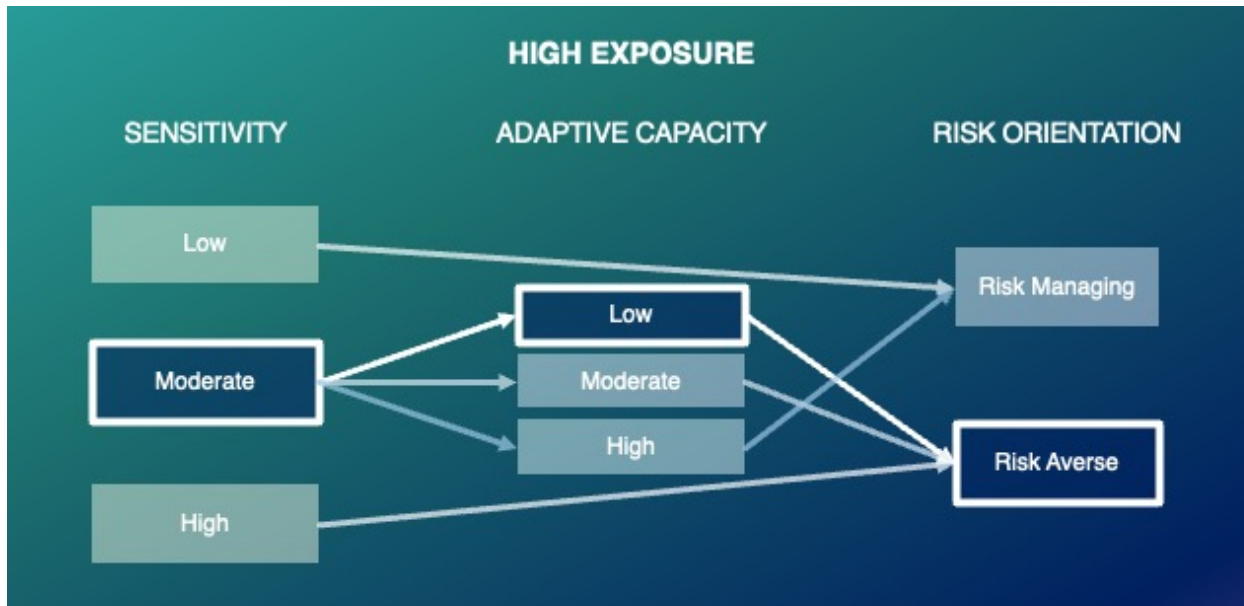 HIGH EXPOSURE
SENSITIVITY
ADAPTIVE CAPACITY
RISK ORIENTATION
Low
Moderate
High
Low
Moderate
High
Risk Managing
Risk Averse